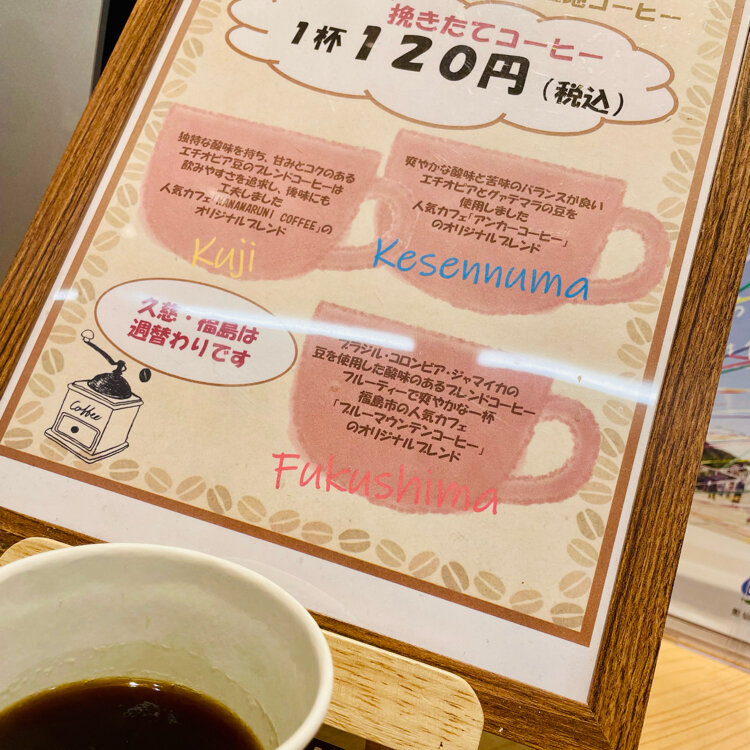 地コーヒー
挽きたてコーヒー
1杯120円(税込)
独特な酸味を持ち、甘みとコクのある
エチオピア豆のブレンドコーヒーは
飲みやすさを追求し、後味にも
工夫しました
人気カフェ「KANAMARUNI COFFEE」の
オリジナルブレンド
Kuji
爽やかな酸味と苦味のバランスが良い
エチオピアとグァテマラの豆を
使用しました
人気カフェ「アンカーコーヒー」
のオリジナルブレンド
Kesennuma
久慈・福島は
週替わりです
Coffee
ブラジル・コロンビア・ジャマイカの
豆を使用した酸味のあるブレンドコーヒー
フルーティーで爽やかな一杯
福島市の人気カフェ
「ブルーマウンテンコーヒー」
のオリジナルブレンド
Fukushima